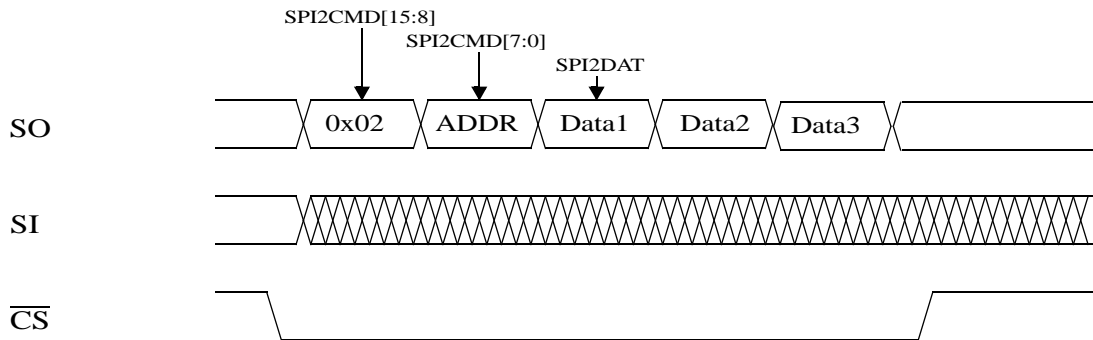 SPI2CMD[15:8]
SPI2CMD[7:0]
SPI2DAT
SO 0x02 ADDR Data1 Data2 Data3
SI
CS